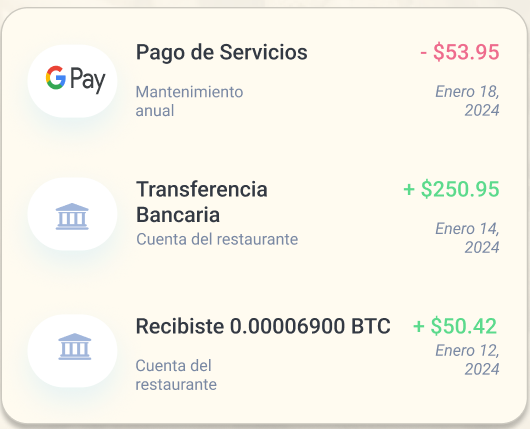 G Pay
Pago de Servicios
- $53.95
Mantenimiento
anual
Enero 18,
2024
Transferencia
Bancaria
+ $250.95
Cuenta del restaurante
Enero 14,
2024
Recibiste 0.00006900 BTC
+ $50.42
Cuenta del
restaurante
Enero 12,
2024